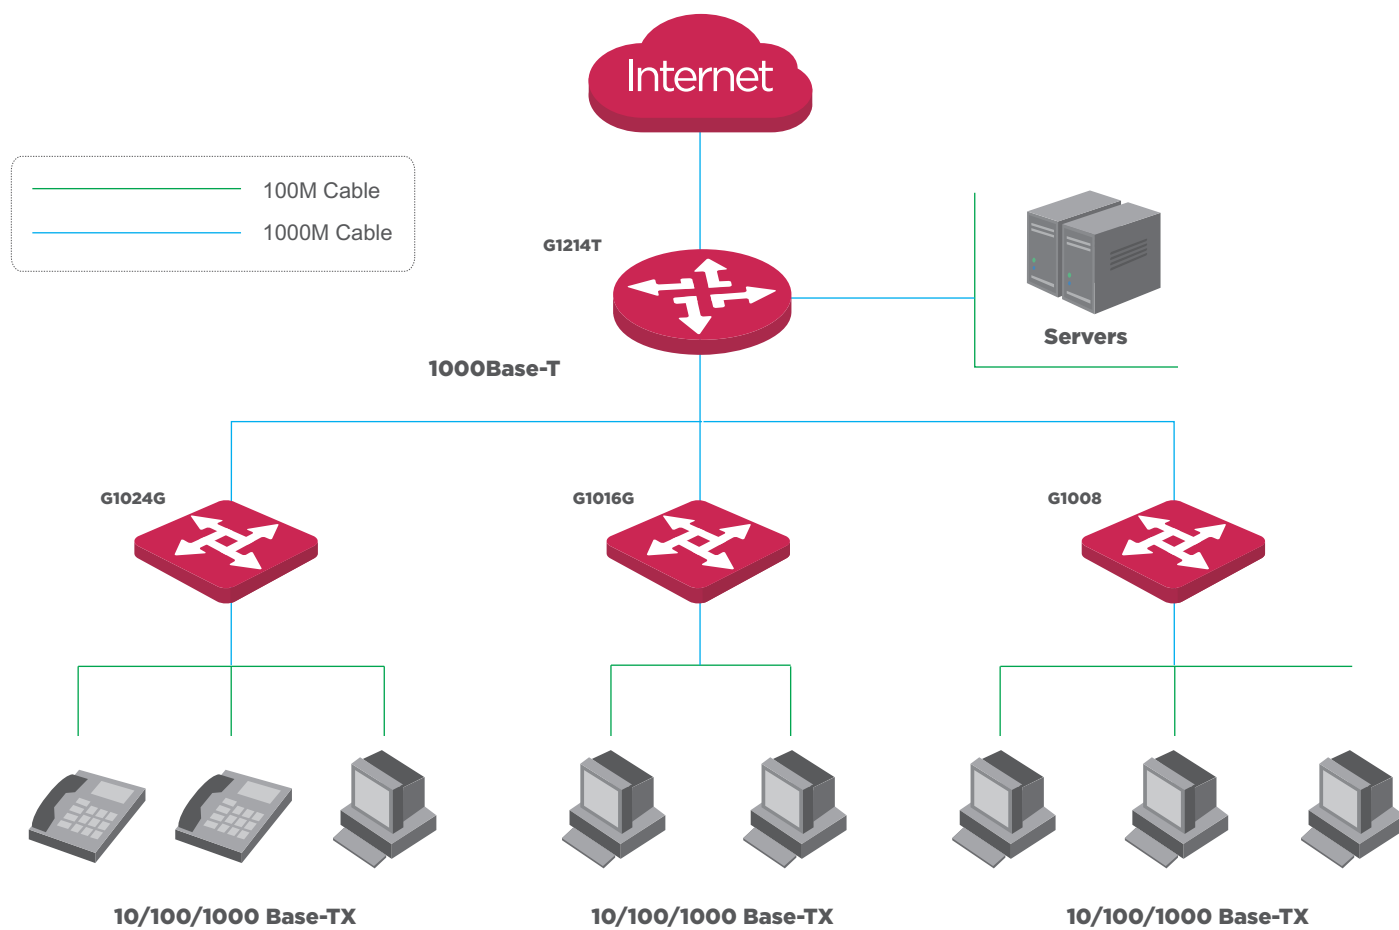 Internet
100M Cable
1000M Cable
G1214T
Servers
1000Base-T
G1024G
G1016G
G1008
10/100/1000 Base-TX
10/100/1000 Base-TX
10/100/1000 Base-TX